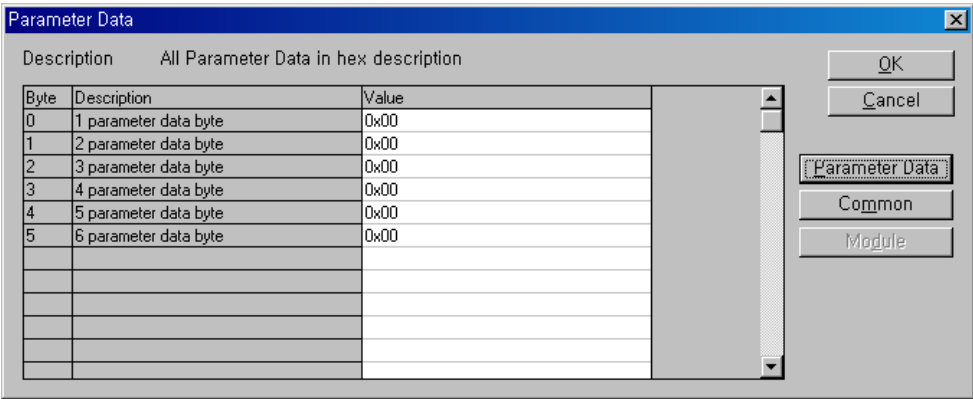 Parameter Data
Description All Parameter Data in hex description
OK
Cancel
Byte Description Value
0 1 parameter data byte 0x00
1 2 parameter data byte 0x00
2 3 parameter data byte 0x00
3 4 parameter data byte 0x00
4 5 parameter data byte 0x00
5 6 parameter data byte 0x00
Parameter Data
Common
Module